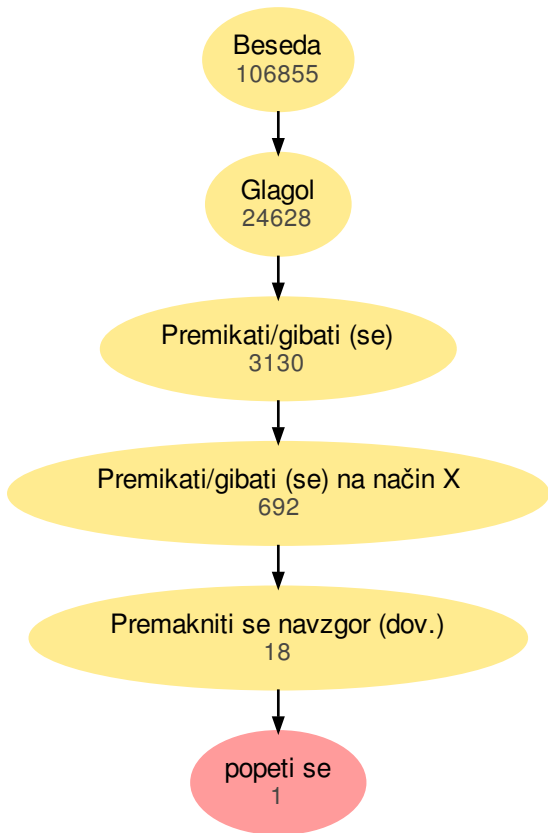 Beseda
106855
Glagol
24628
Premikati/gibati (se)
3130
Premikati/gibati (se) na način X
692
Premakniti se navzgor (dov.)
18
popeti se
1